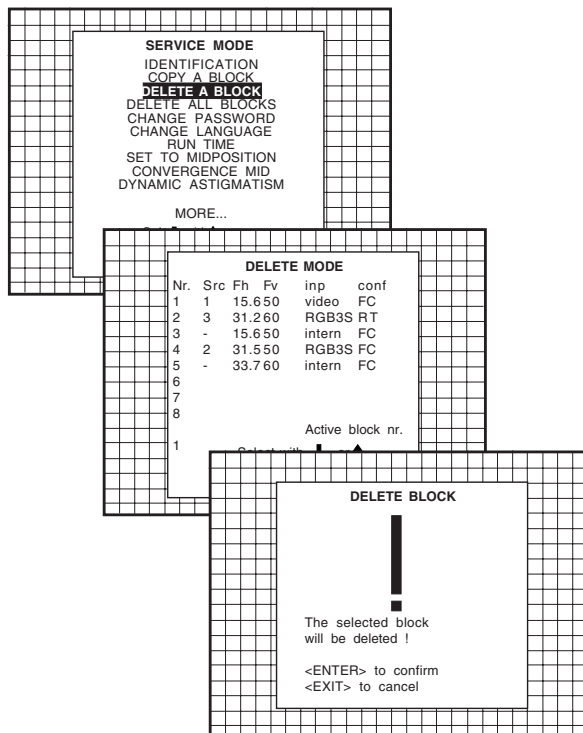 SERVICE MODE
IDENTIFICATION
COPY A BLOCK
DELETE A BLOCK
DELETE ALL BLOCKS
CHANGE PASSWORD
CHANGE LANGUAGE
RUN TIME
SET TO MIDPOSITION
CONVERGENCE MID
DYNAMIC ASTIGMATISM
MORE...
DELETE MODE
Nr. Src Fh Fv inp conf
1 1 15.650 video FC
2 3 31.260 RGB3S RT
3 - 15.650 intern FC
4 2 31.550 RGB3S FC
5 - 33.760 intern FC
6
7
8
Active block nr.
1
Select with
DELETE BLOCK
!
The selected block
will be deleted !
<ENTER> to confirm
<EXIT> to cancel